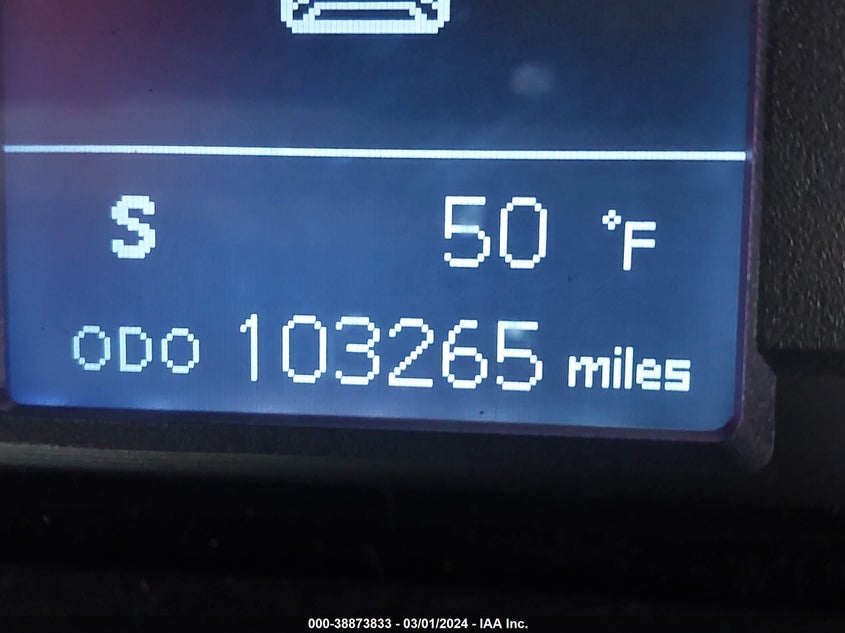 S 50 °F
ODO 103265 miles
000-38873833 - 03/01/2024 - IAA Inc.